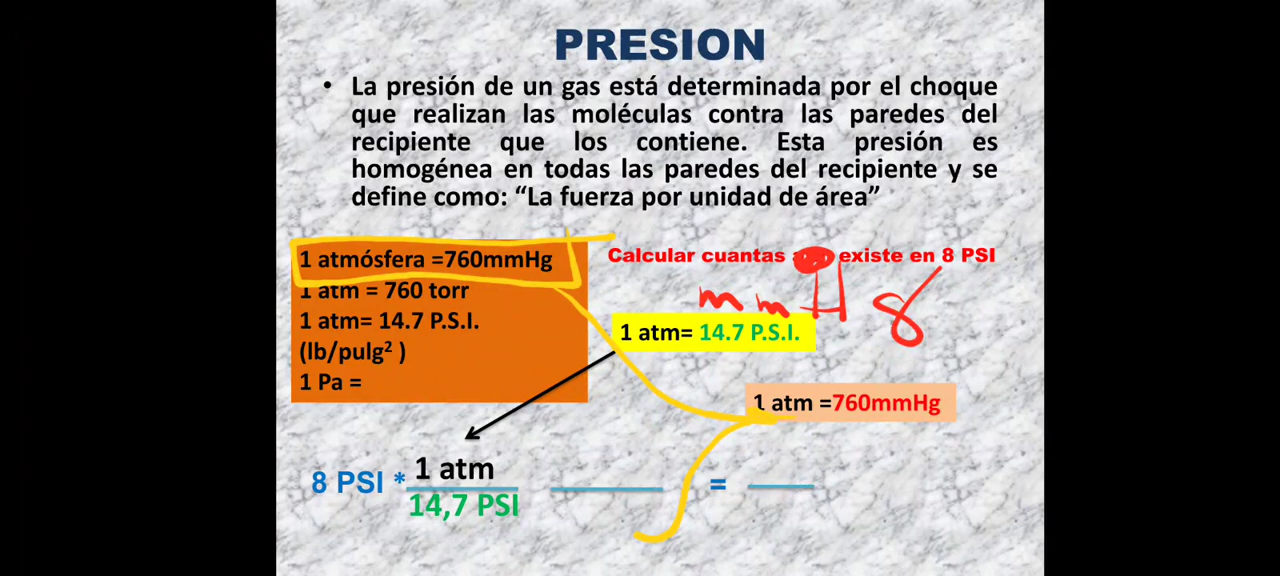 PRESION
• La presión de un gas está determinada por el choque
que realizan las moléculas contra las paredes del
recipiente que los contiene. Esta presión es
homogénea en todas las paredes del recipiente y se
define como: “La fuerza por unidad de área”
1 atmósfera =760mmHg
1 atm = 760 torr
1 atm= 14.7 P.S.I.
(lb/pulg² )
1 Pa =
Calcular cuantas existe en 8 PSI
mmH
1 atm= 14.7 P.S.I.
1 atm =760mmHg
8 PSI * 1 atm =
14,7 PSI